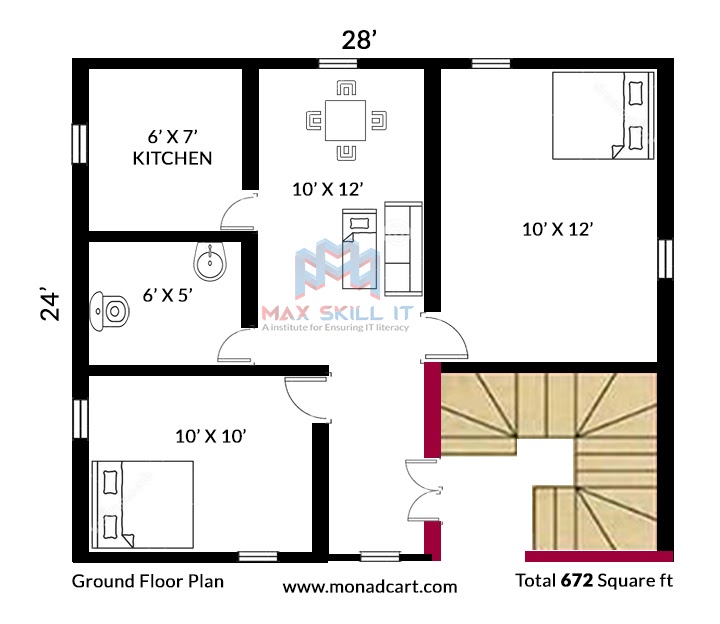 28’
6’ X 7’
KITCHEN
10’ X 12’
10’ X 12’
24’
6’ X 5’
MAX SKILL IT
A institute for Ensuring IT literacy
10’ X 10’
Ground Floor Plan
www.monadcart.com
Total 672 Square ft